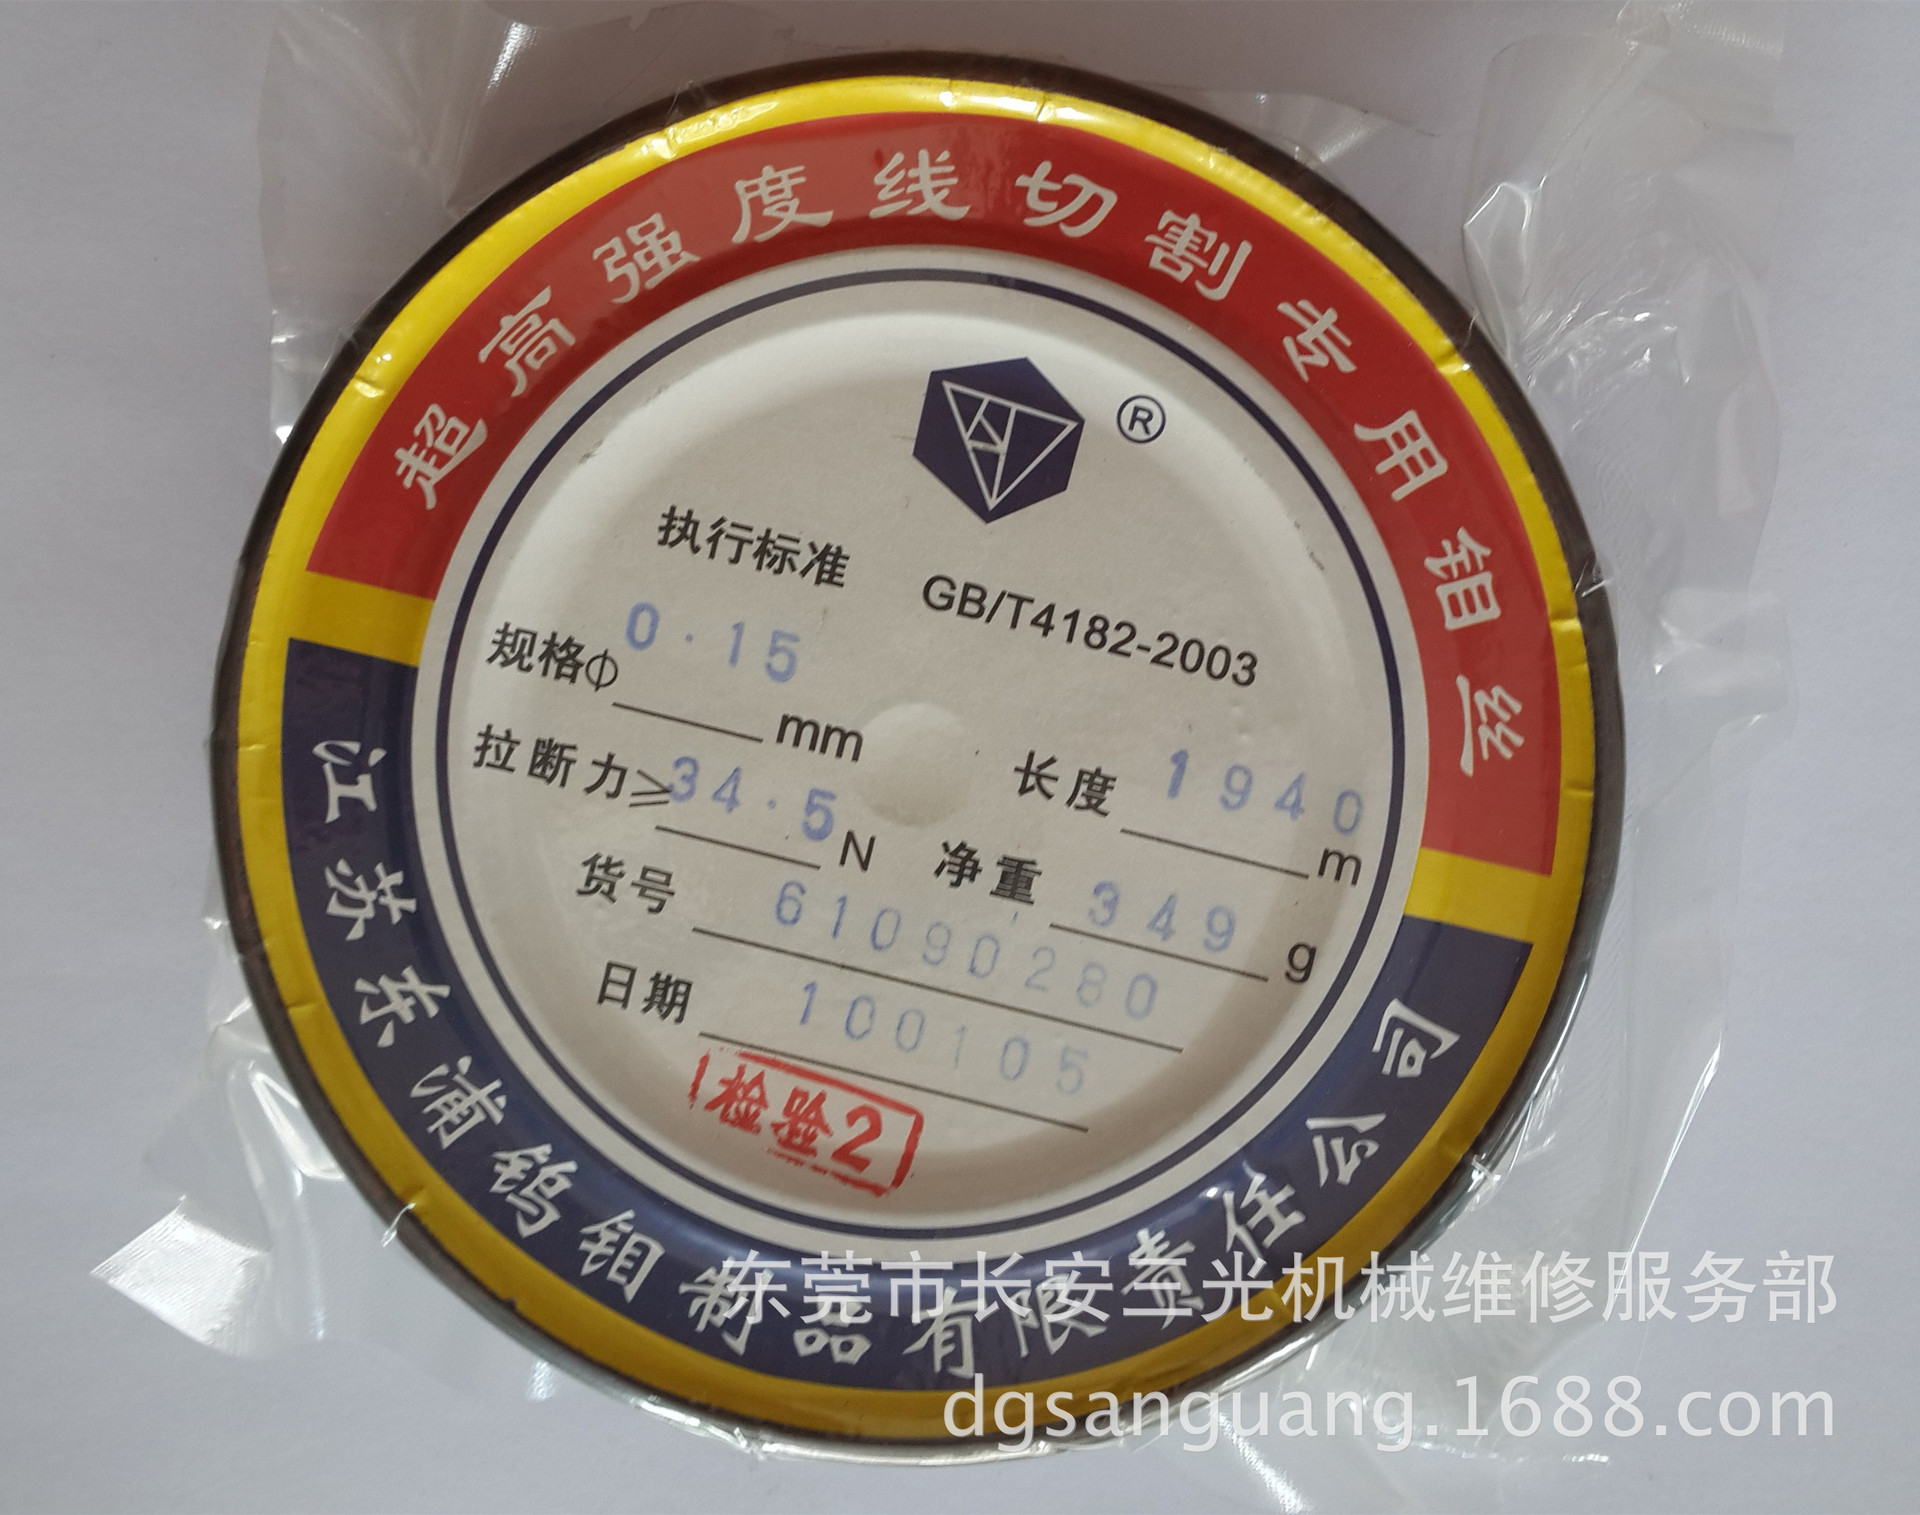 超高强度线切割专用钼丝
®
执行标准 GB/T4182-2003
规格Φ 0.15 mm
长度 1940 m
拉断力≥34.5 N
净重 349 g
货号 61090280
日期 100105
检验2
江苏东浦钨钼制品有限责任公司
东莞市长安三光机械维修服务部
dgsanguang.1688.com